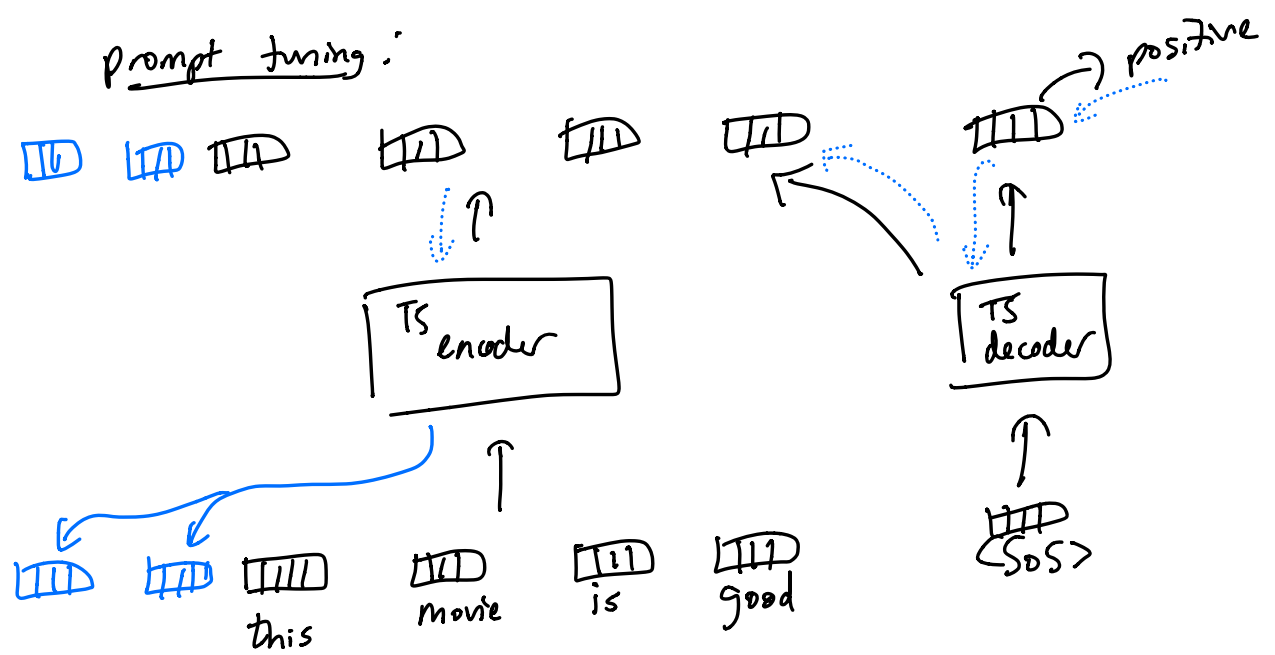 prompt tuning:
positive
T5
encoder
T5
decoder
this movie is good
<SOS>